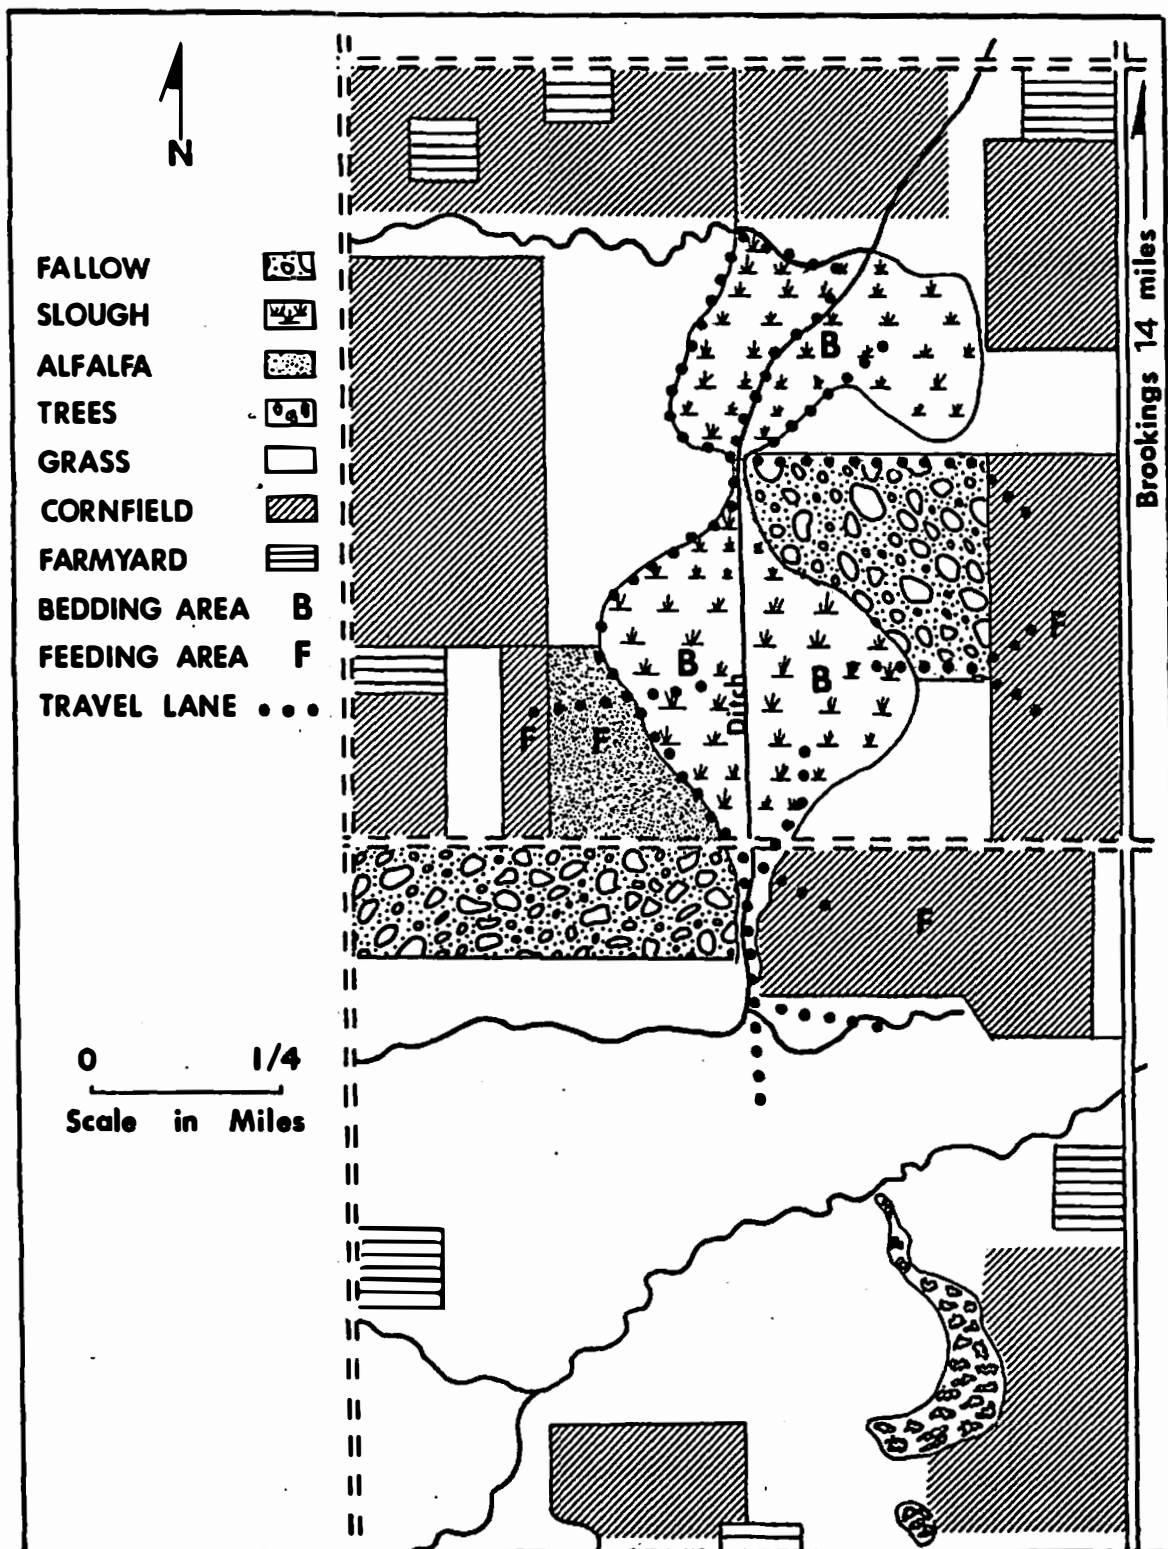 N
FALLOW
SLOUGH
ALFALFA
TREES
GRASS
CORNFIELD
FARMYARD
BEDDING AREA B
FEEDING AREA F
TRAVEL LANE
0 1/4
Scale in Miles
Brookings 14 miles
B
F
B
B
Ditch
F
F
F